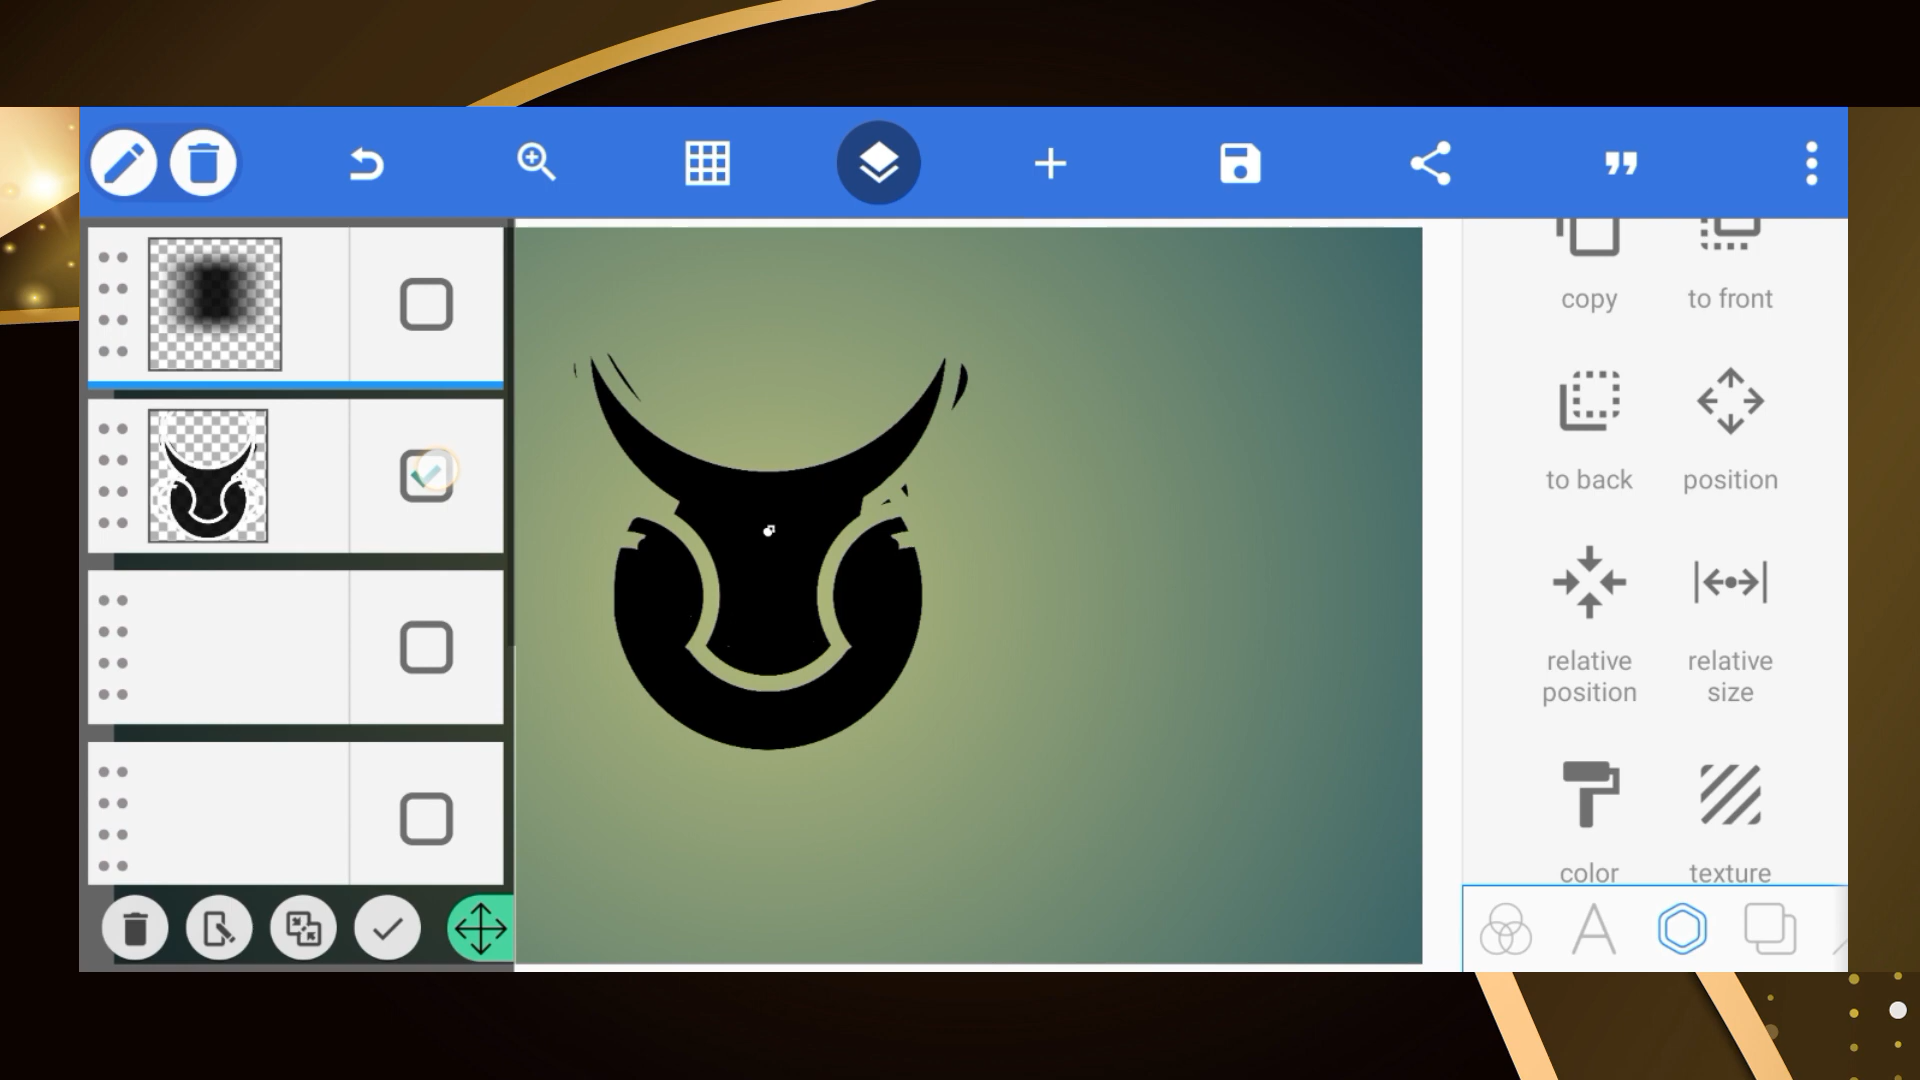 copy
to front
to back
position
relative
position
relative
size
color
texture